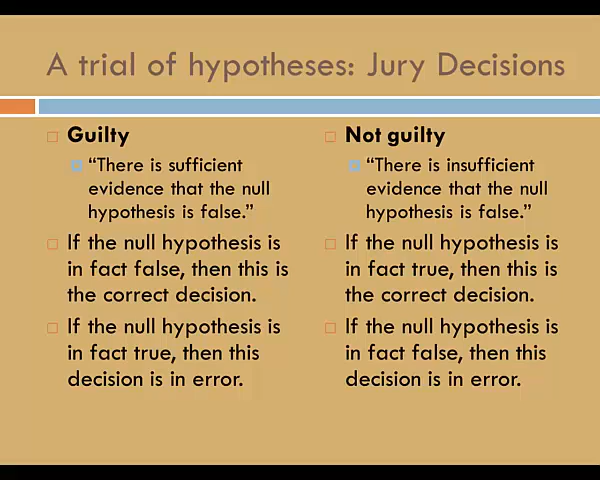 A trial of hypotheses: Jury Decisions
Guilty
“There is sufficient
evidence that the null
hypothesis is false.”
If the null hypothesis is
in fact false, then this is
the correct decision.
If the null hypothesis is
in fact true, then this
decision is in error.
Not guilty
“There is insufficient
evidence that the null
hypothesis is false.”
If the null hypothesis is
in fact true, then this is
the correct decision.
If the null hypothesis is
in fact false, then this
decision is in error.